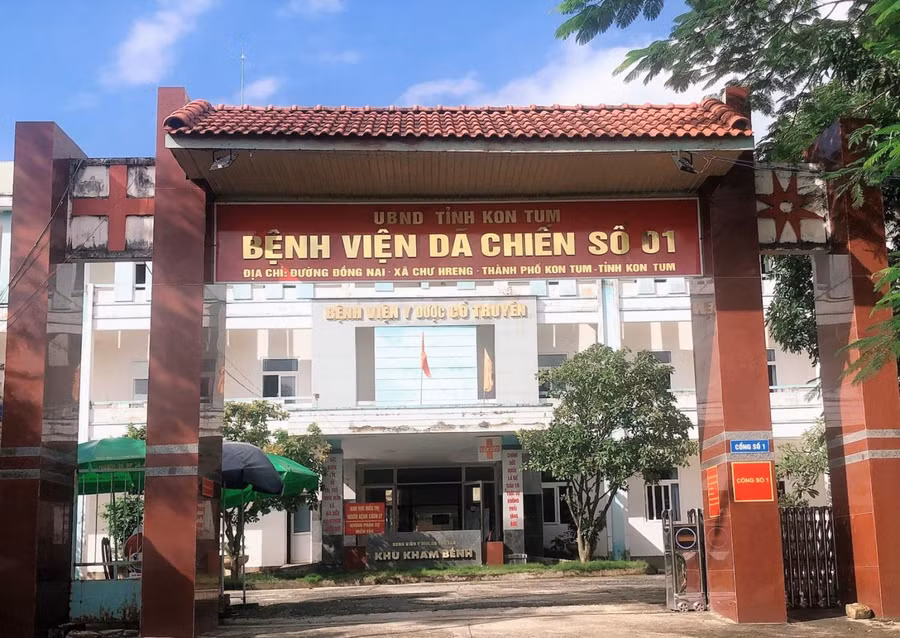 UBND TỈNH KON TUM
BỆNH VIỆN DÃ CHIẾN SỐ 01
ĐỊA CHỈ: ĐƯỜNG ĐỒNG NAI - XÃ CHƯ HRENG - THÀNH PHỐ KON TUM - TỈNH KON TUM
BỆNH VIỆN Y DƯỢC CỔ TRUYỀN
CỔNG SỐ 1
CỔNG SỐ 1
KHU KHÁM BỆNH